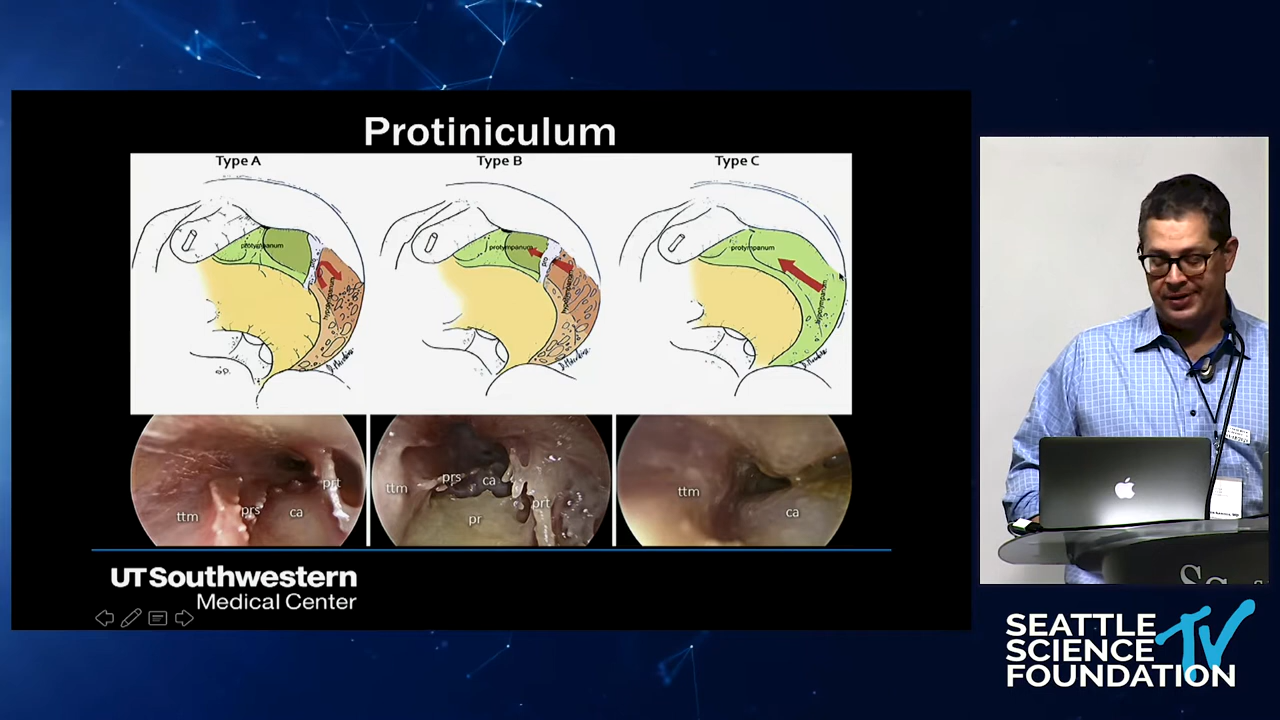 Protiniculum
Type A
Type B
Type C
protympanum
protympanum
protympanum
ttm
prs
ca
prt
ttm
prs
ca
pr
prt
ttm
ca
UTSouthwestern
Medical Center
SEATTLE
SCIENCE
FOUNDATION
TV